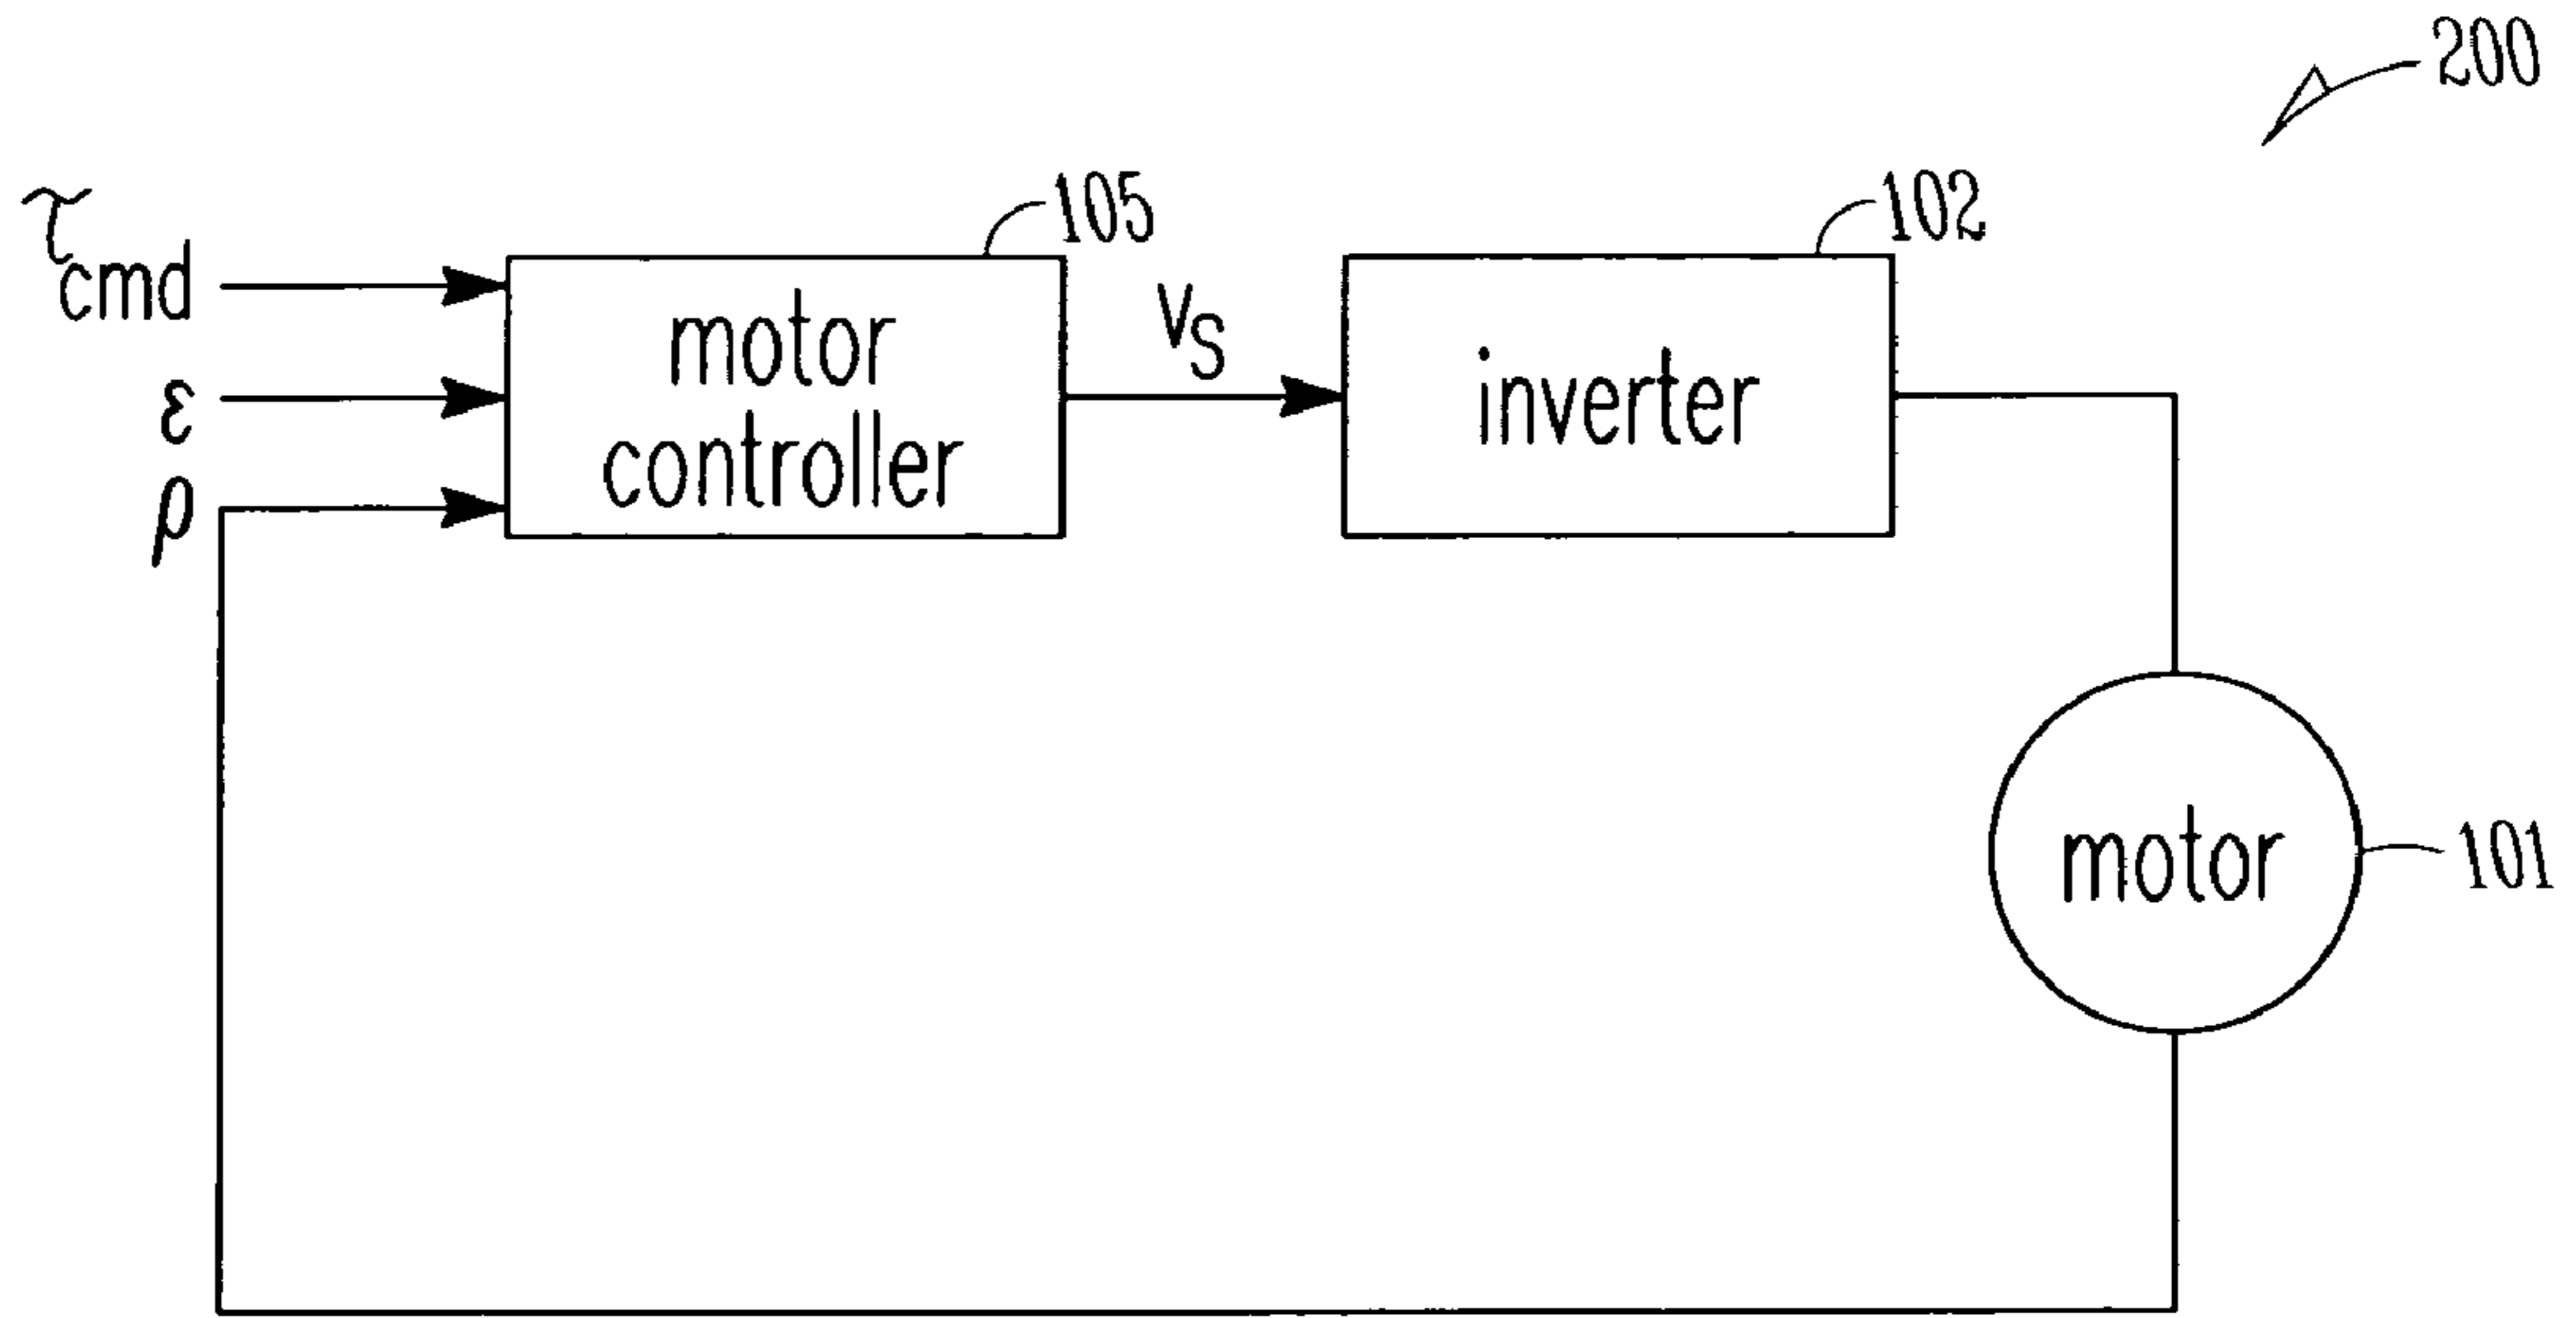 200
105
102
τcmd
motor
controller
VS
inverter
ε
ρ
motor
101